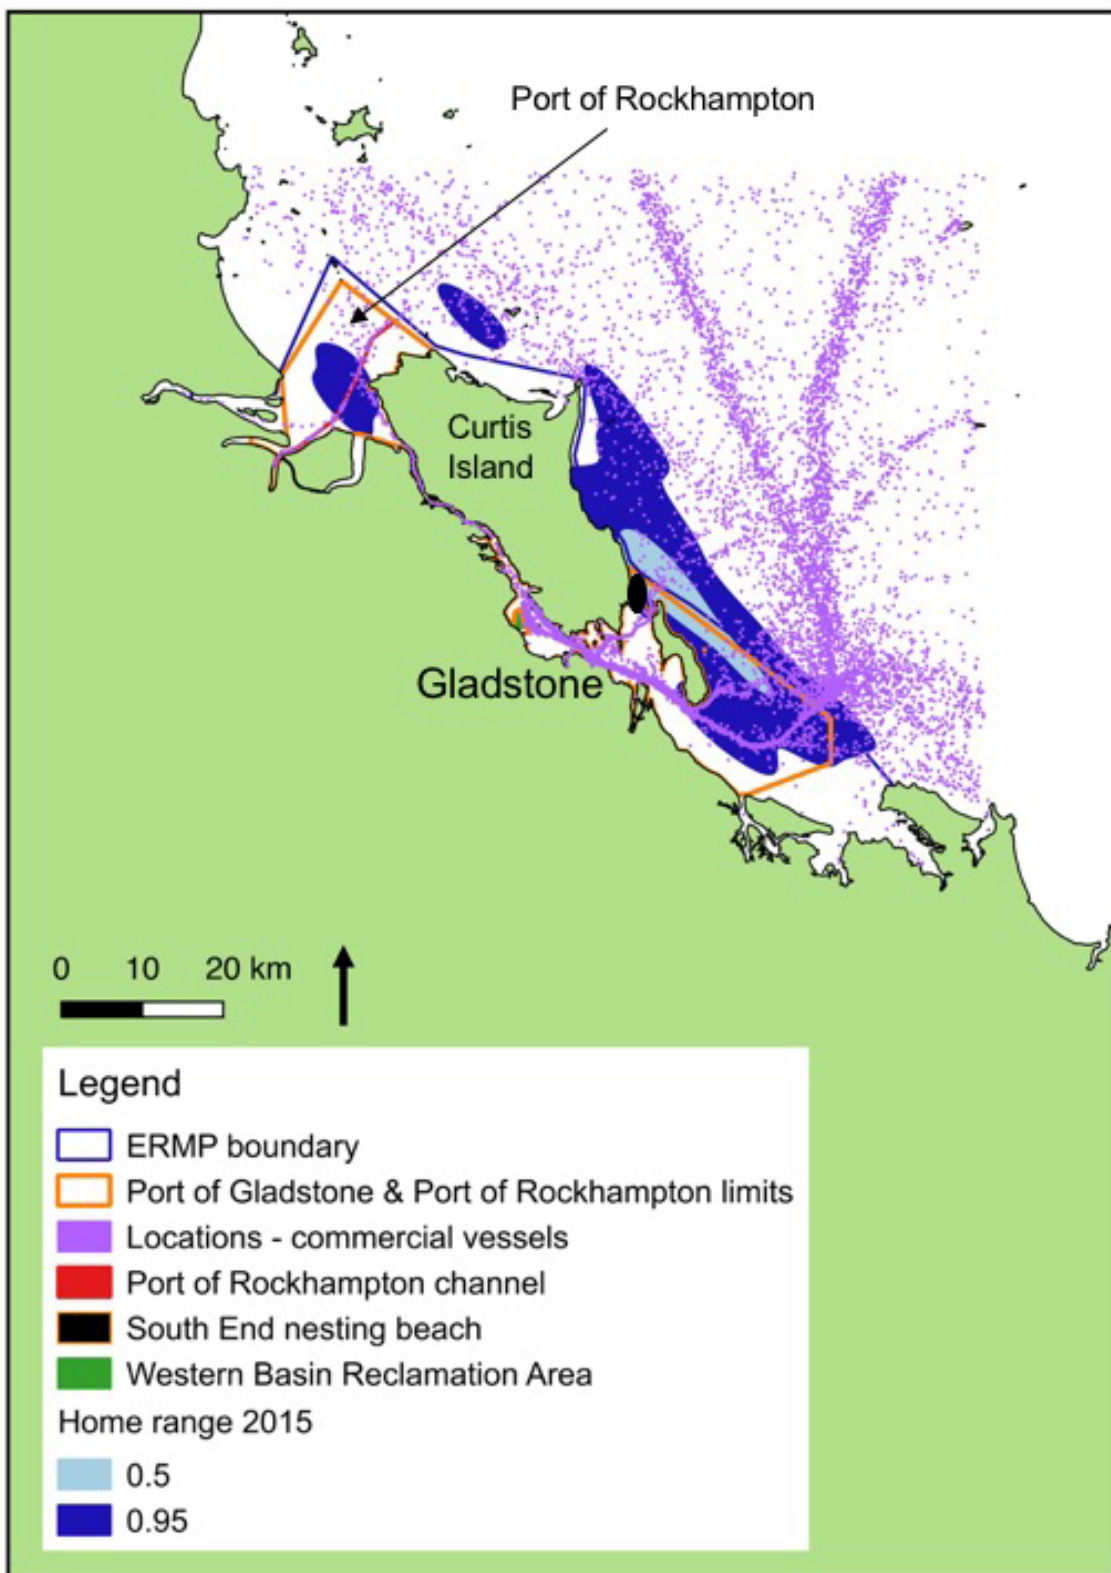 Port of Rockhampton
Curtis
Island
Gladstone
0 10 20 km
Legend
ERMP boundary
Port of Gladstone & Port of Rockhampton limits
Locations - commercial vessels
Port of Rockhampton channel
South End nesting beach
Western Basin Reclamation Area
Home range 2015
0.5
0.95